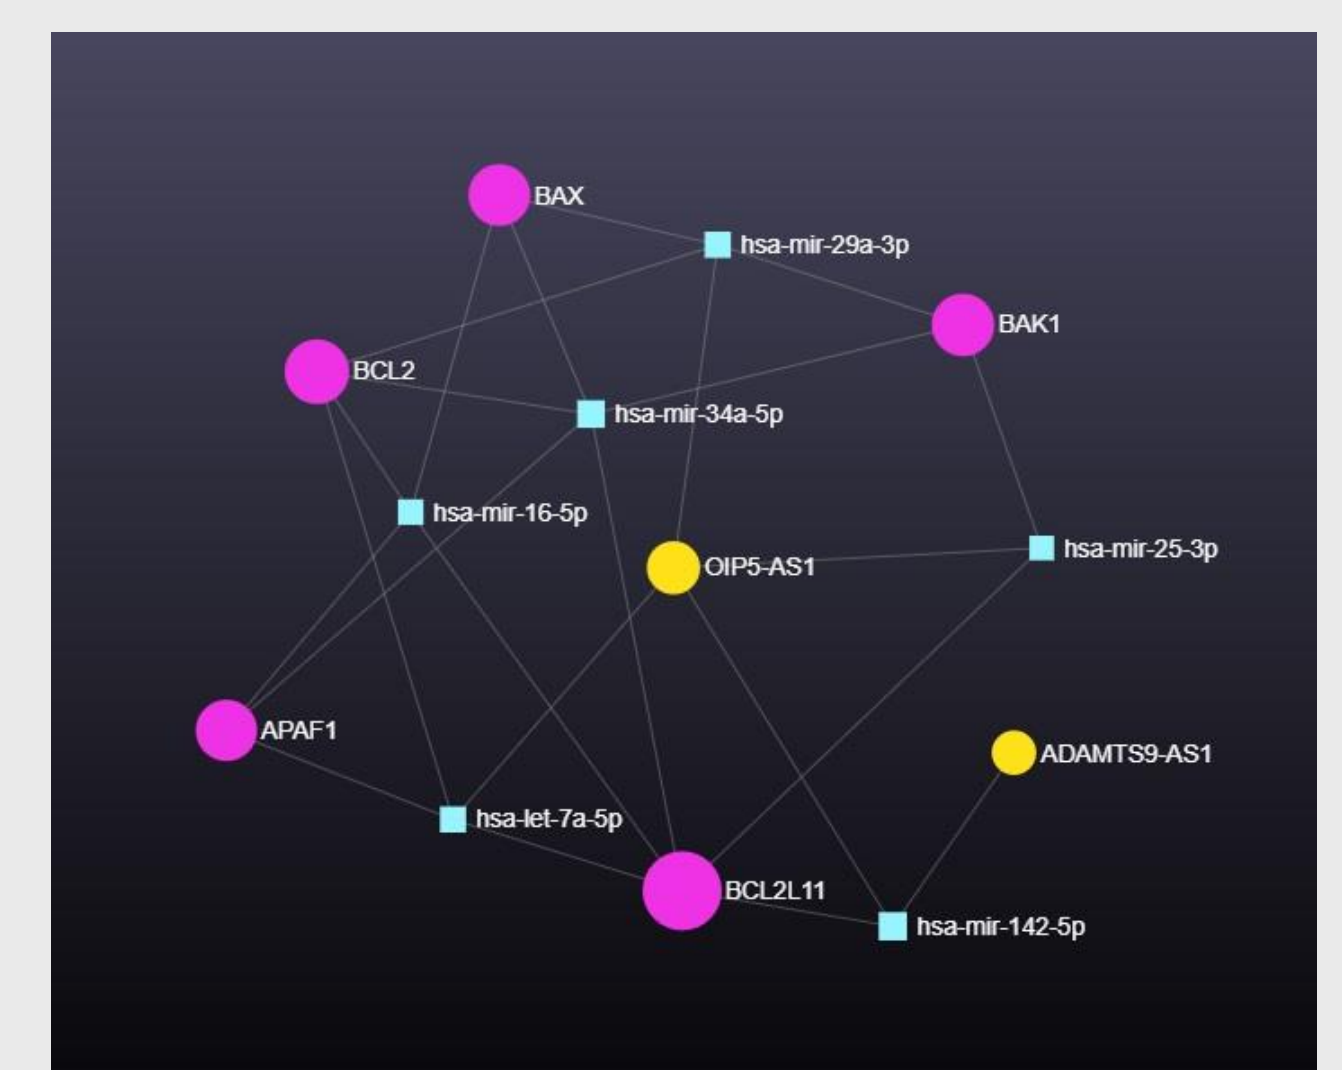 BAX
hsa-mir-29a-3p
BAK1
BCL2
hsa-mir-34a-5p
hsa-mir-16-5p
hsa-mir-25-3p
OIP5-AS1
APAF1
ADAMTS9-AS1
hsa-let-7a-5p
BCL2L11
hsa-mir-142-5p